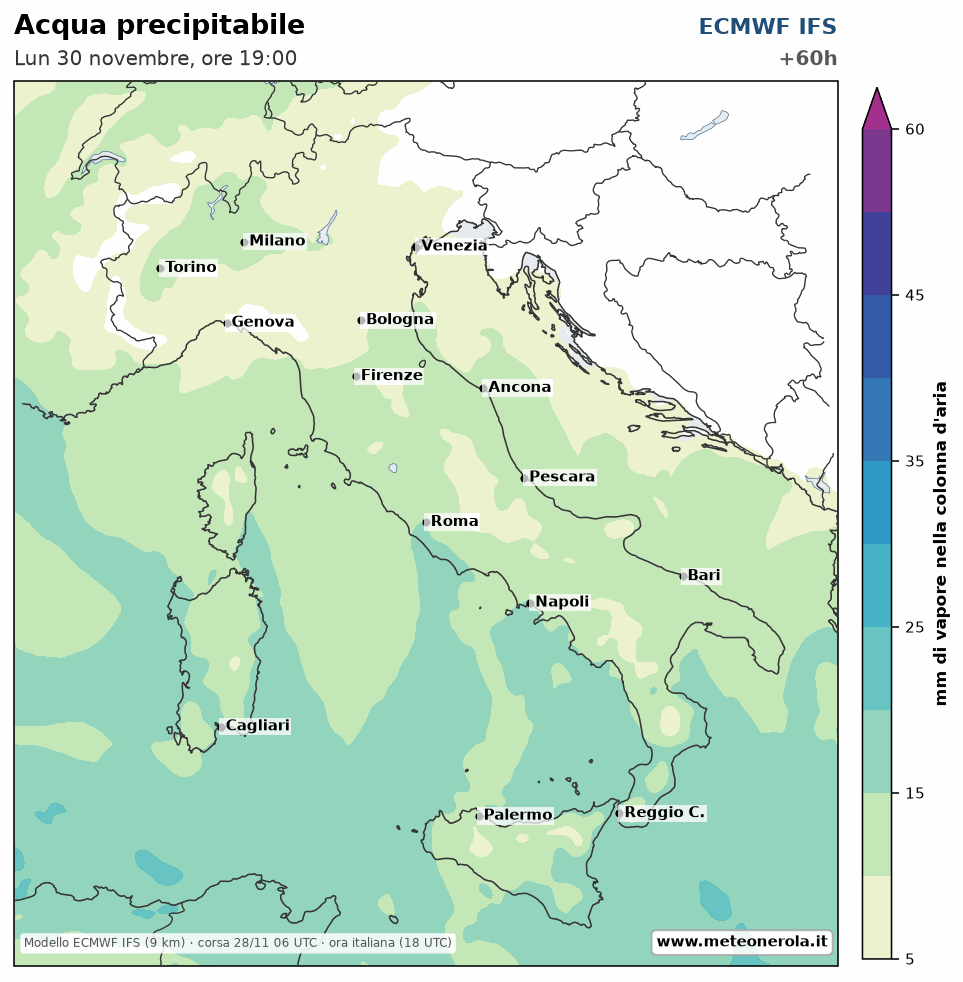 Acqua precipitabile
ECMWF IFS
Lun 30 novembre, ore 19:00
+60h
Milano
Venezia
Torino
Genova
Bologna
Firenze
Ancona
Pescara
Roma
Bari
Napoli
Cagliari
Palermo
Reggio C.
60
45
35
25
15
5
mm di vapore nella colonna d'aria
Modello ECMWF IFS (9 km) · corsa 28/11 06 UTC · ora italiana (18 UTC)
www.meteonerola.it